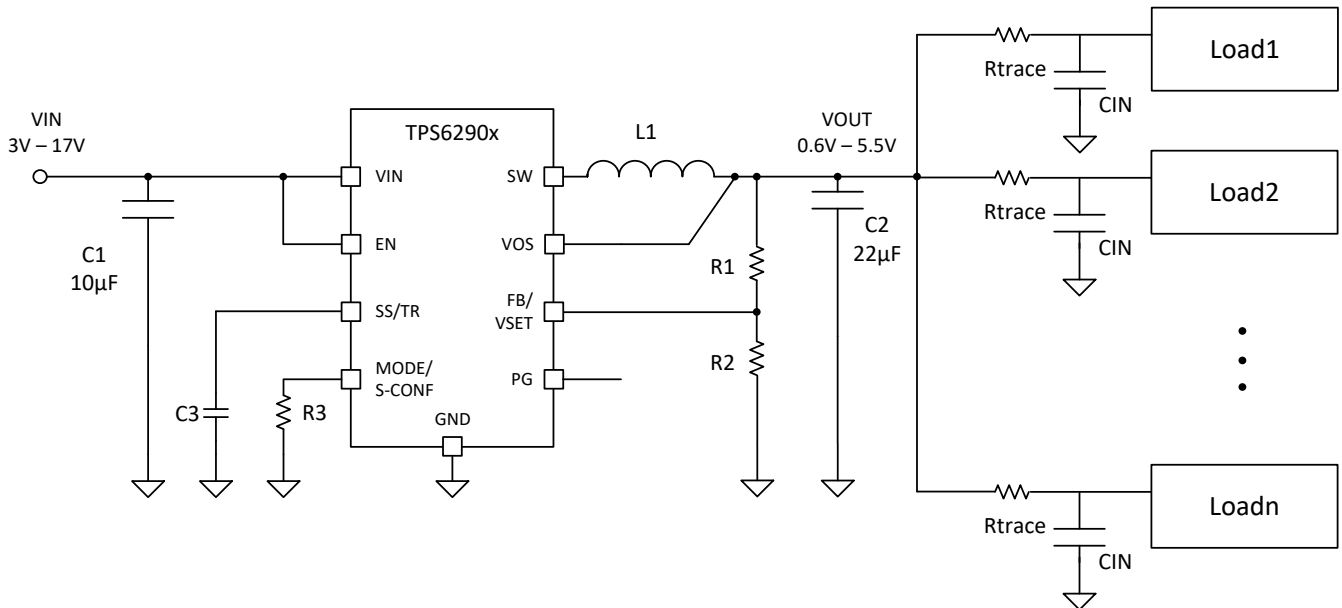 VIN
3V – 17V
C1
10µF
C3
R3
TPS6290x
VIN
EN
SS/TR
MODE/
S-CONF
GND
SW
VOS
FB/
VSET
PG
L1
R1
R2
VOUT
0.6V – 5.5V
C2
22µF
Rtrace
CIN
Load1
Rtrace
CIN
Load2
Rtrace
CIN
Loadn